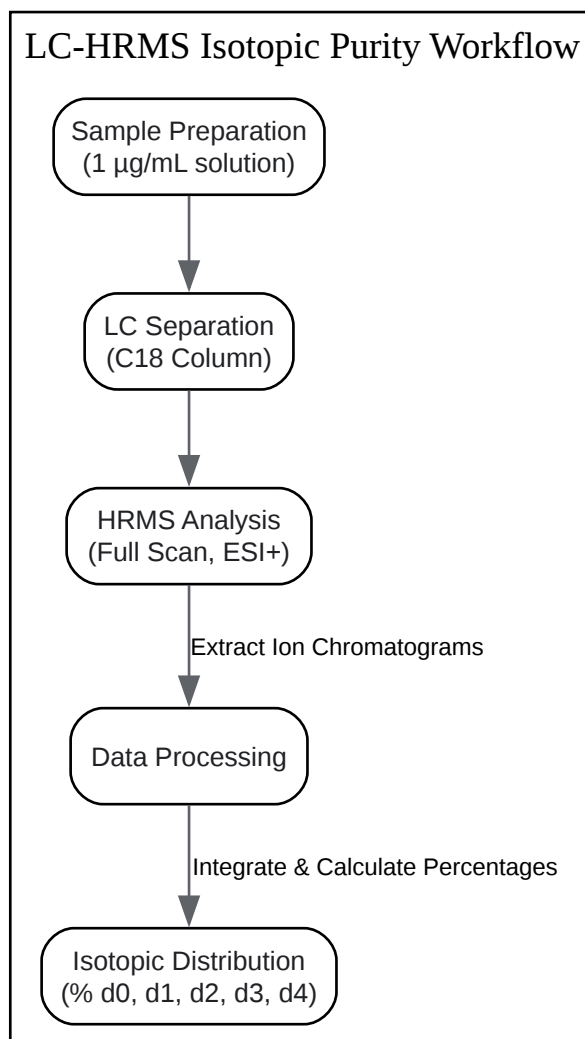 LC-HRMS Isotopic Purity Workflow
Sample Preparation
(1 µg/mL solution)
LC Separation
(C18 Column)
HRMS Analysis
(Full Scan, ESI+)
Extract Ion Chromatograms
Data Processing
Integrate & Calculate Percentages
Isotopic Distribution
(% d0, d1, d2, d3, d4)